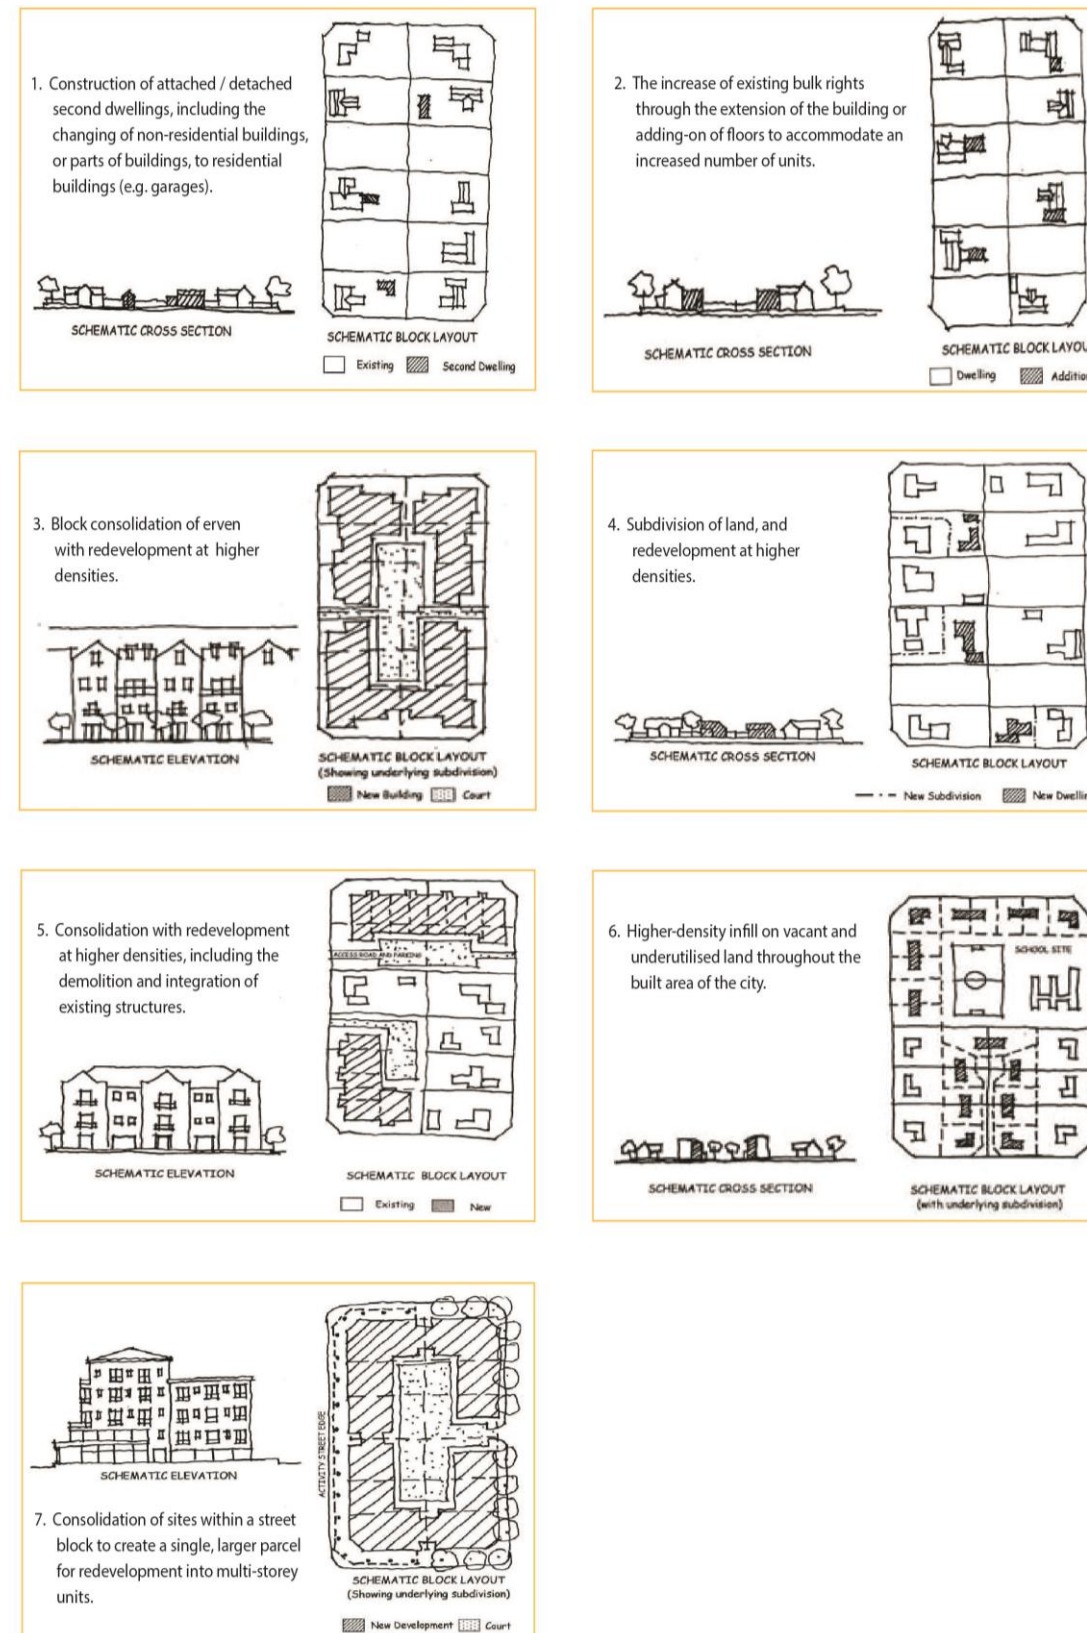 1. Construction of attached / detached
second dwellings, including the
changing of non-residential buildings,
or parts of buildings, to residential
buildings (e.g. garages).
SCHEMATIC CROSS SECTION
SCHEMATIC BLOCK LAYOUT
Existing Second Dwelling
2. The increase of existing bulk rights
through the extension of the building or
adding-on of floors to accommodate an
increased number of units.
SCHEMATIC CROSS SECTION
SCHEMATIC BLOCK LAYOU
Dwelling Additio
3. Block consolidation of erven
with redevelopment at higher
densities.
SCHEMATIC ELEVATION
SCHEMATIC BLOCK LAYOUT
(Showing underlying subdivision)
New Building Court
4. Subdivision of land, and
redevelopment at higher
densities.
SCHEMATIC CROSS SECTION
SCHEMATIC BLOCK LAYOUT
New Subdivision New Dwellin
5. Consolidation with redevelopment
at higher densities, including the
demolition and integration of
existing structures.
ACCESS ROAD AND PARKING
SCHEMATIC ELEVATION
SCHEMATIC BLOCK LAYOUT
Existing New
6. Higher-density infill on vacant and
underutilised land throughout the
built area of the city.
SCHOOL SITE
SCHEMATIC CROSS SECTION
SCHEMATIC BLOCK LAYOUT
(with underlying subdivision)
SCHEMATIC ELEVATION
7. Consolidation of sites within a street
block to create a single, larger parcel
for redevelopment into multi-storey
units.
ACTIVITY STREET EDGE
SCHEMATIC BLOCK LAYOUT
(Showing underlying subdivision)
New Development Court